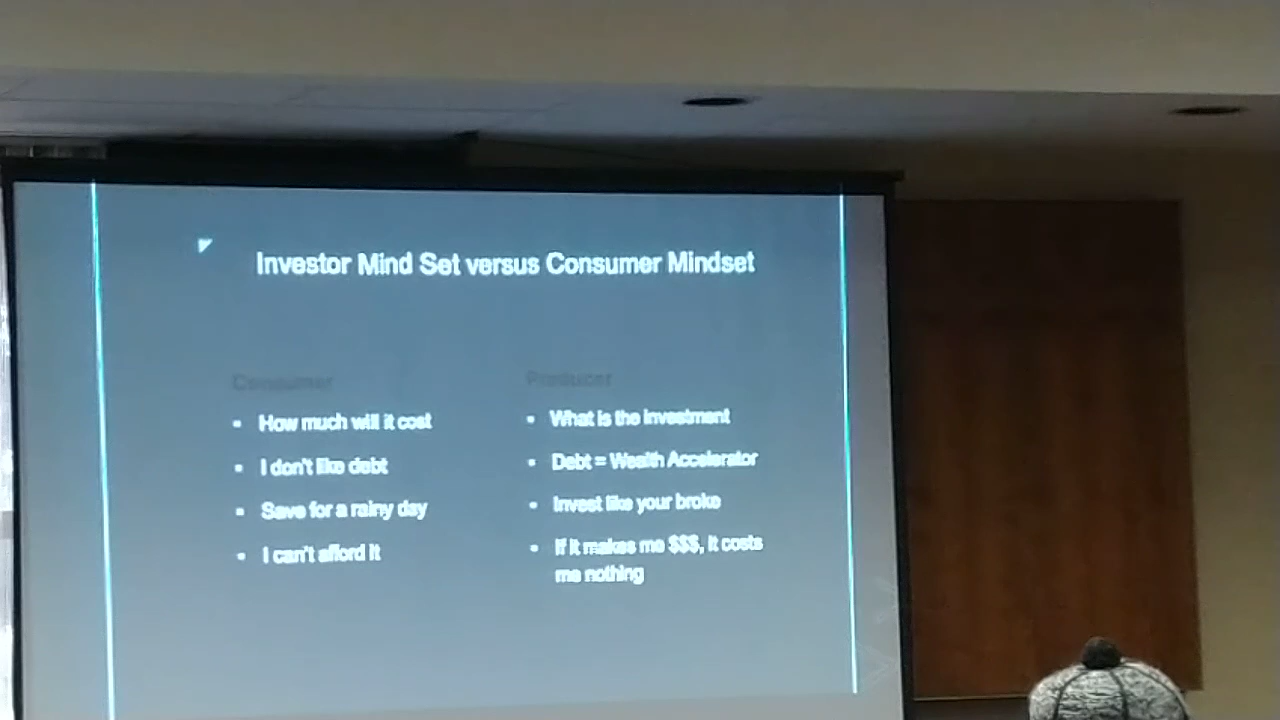 Investor Mind Set versus Consumer Mindset
Consumer
• How much will it cost
• I don't like debt
• Save for a rainy day
• I can't afford it
Producer
• What is the investment
• Debt = Wealth Accelerator
• Invest like your broke
• If it makes me $$$, it costs
me nothing